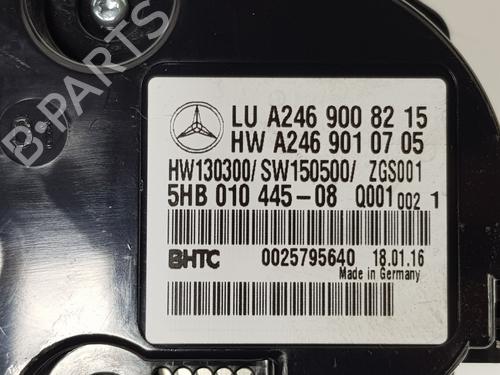 B-PARTS
LU A246 900 82 15
HW A246 901 07 05
HW130300/ SW150500/ ZGS001
5HB 010 445-08 Q001 002 1
BHTC 0025795640 18.01.16
Made in Germany